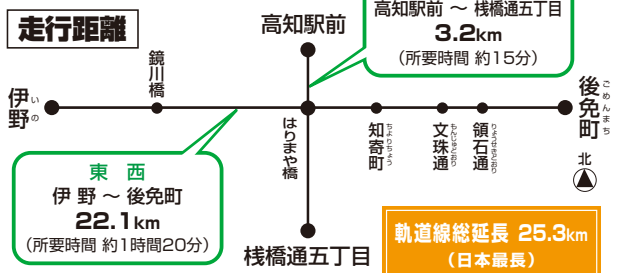 走行距離
高知駅前
高知駅前 ～ 桟橋通五丁目
3.2km
（所要時間 約15分）
伊野
いの
鏡川橋
はりまや橋
知寄町
ちよりちょう
文珠通
もんじゅどおり
領石通
りょうせきどおり
後免町
ごめんまち
北
東 西
伊 野 ～ 後免町
22.1km
（所要時間 約1時間20分）
桟橋通五丁目
軌道線総延長 25.3km
（日本最長）